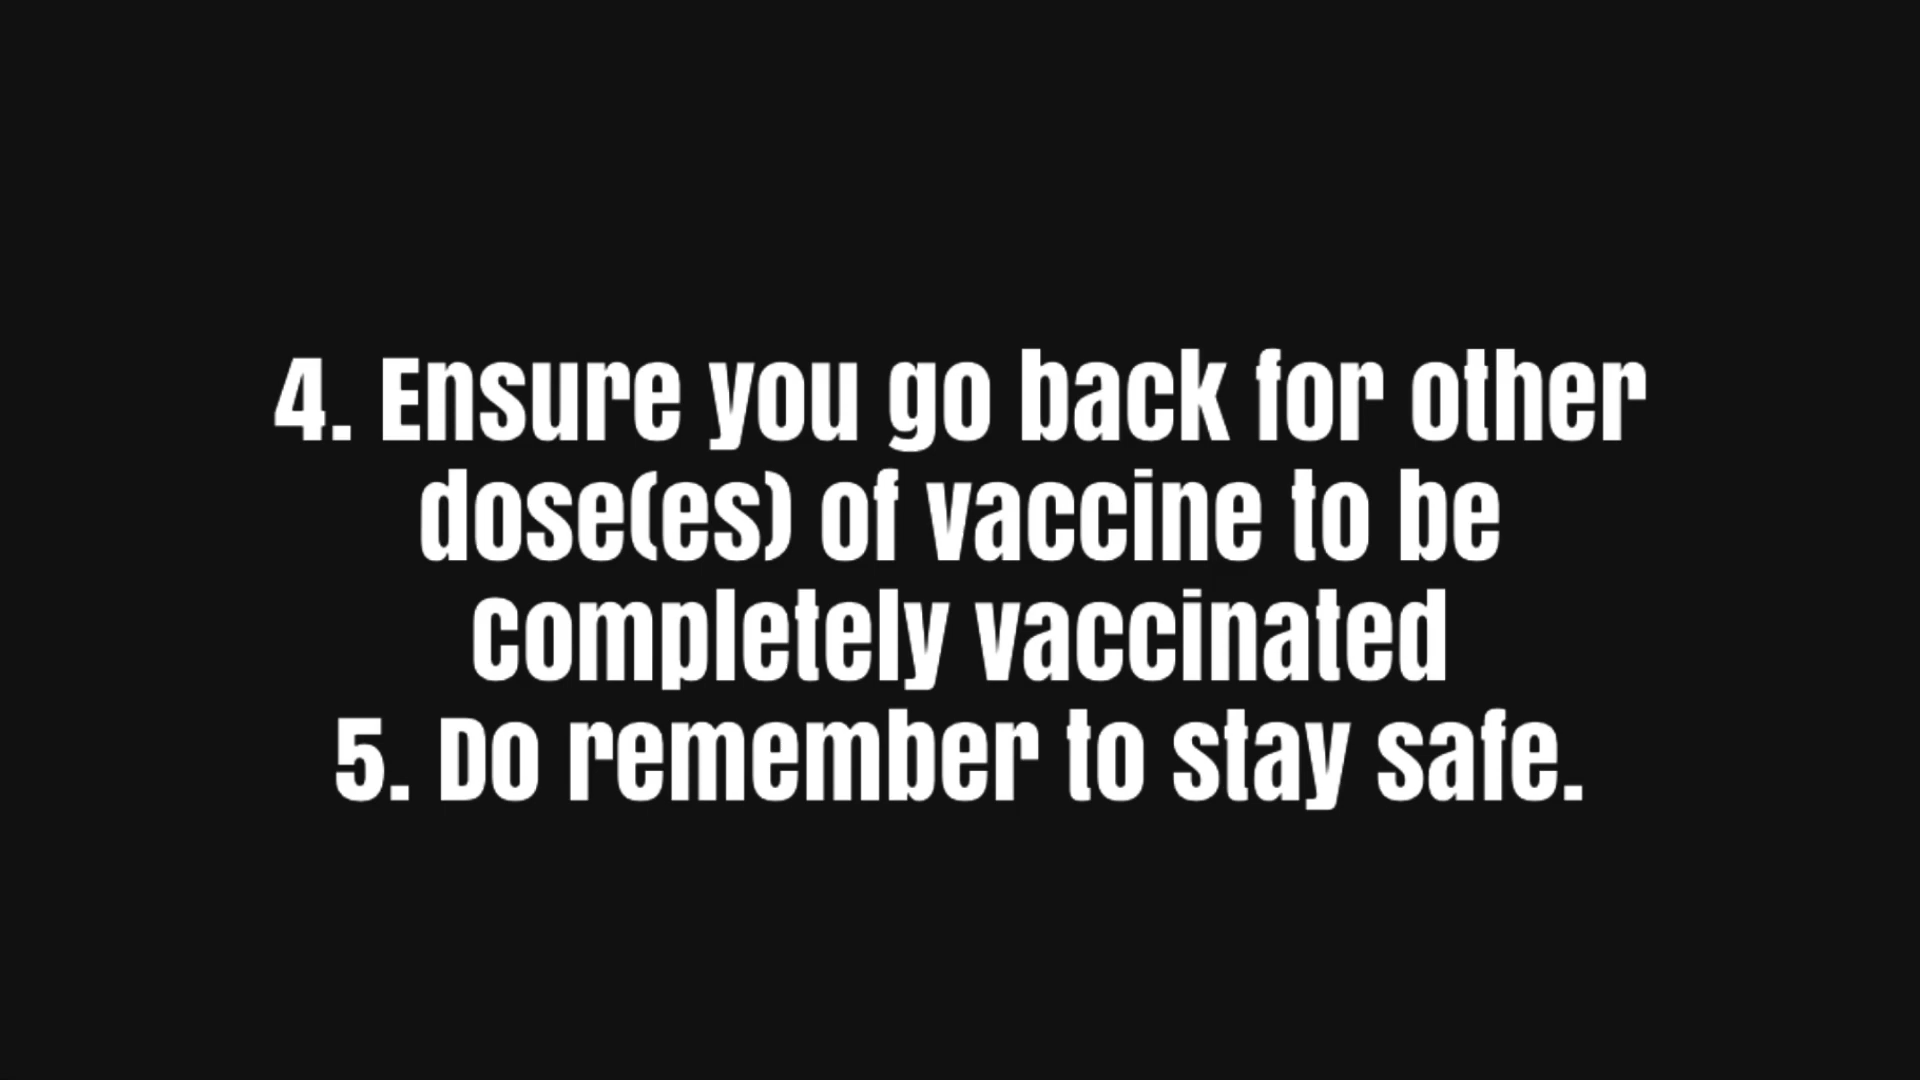 4. Ensure you go back for other
dose(es) of vaccine to be
Completely vaccinated
5. Do remember to stay safe.